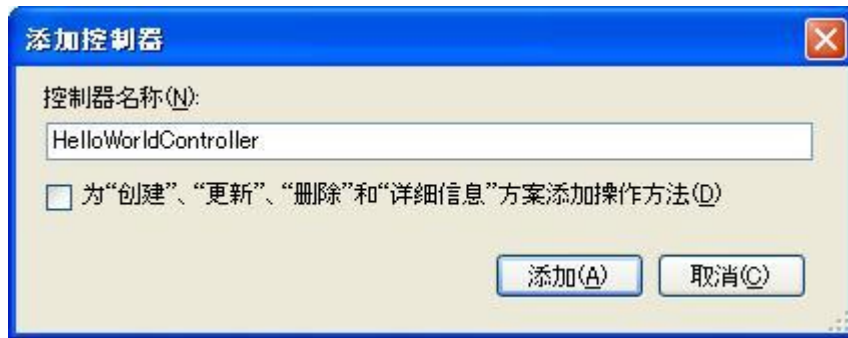 添加控制器
控制器名称(N):
HelloWorldController
为“创建”、“更新”、“删除”和“详细信息”方案添加操作方法(D)
添加(A) 取消(C)